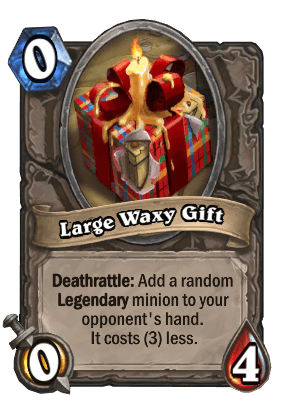 0
Large Waxy Gift
Deathrattle: Add a random
Legendary minion to your
opponent's hand.
It costs (3) less.
0
4